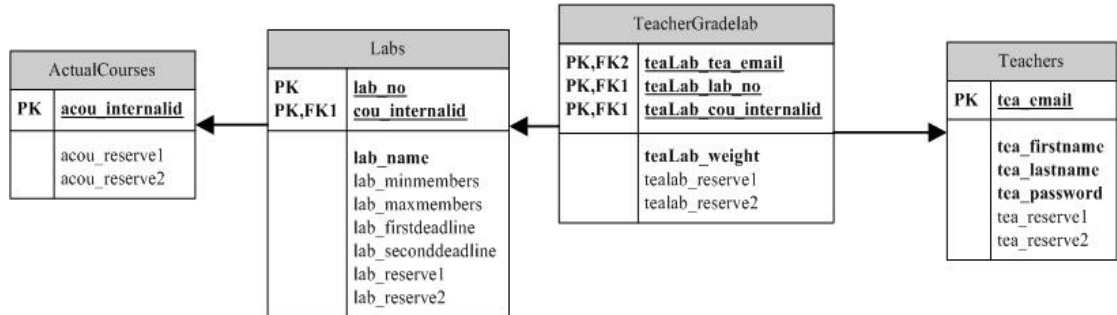 ActualCourses
PK acou_internalid
acou_reserve1
acou_reserve2
Labs
PK lab_no
PK,FK1 cou_internalid
lab_name
lab_minmembers
lab_maxmembers
lab_firstdeadline
lab_seconddeadline
lab_reserve1
lab_reserve2
TeacherGradelab
PK,FK2 teaLab_tea_email
PK,FK1 teaLab_lab_no
PK,FK1 teaLab_cou_internalid
teaLab_weight
tealab_reserve1
tealab_reserve2
Teachers
PK tea_email
tea_firstname
tea_lastname
tea_password
tea_reserve1
tea_reserve2